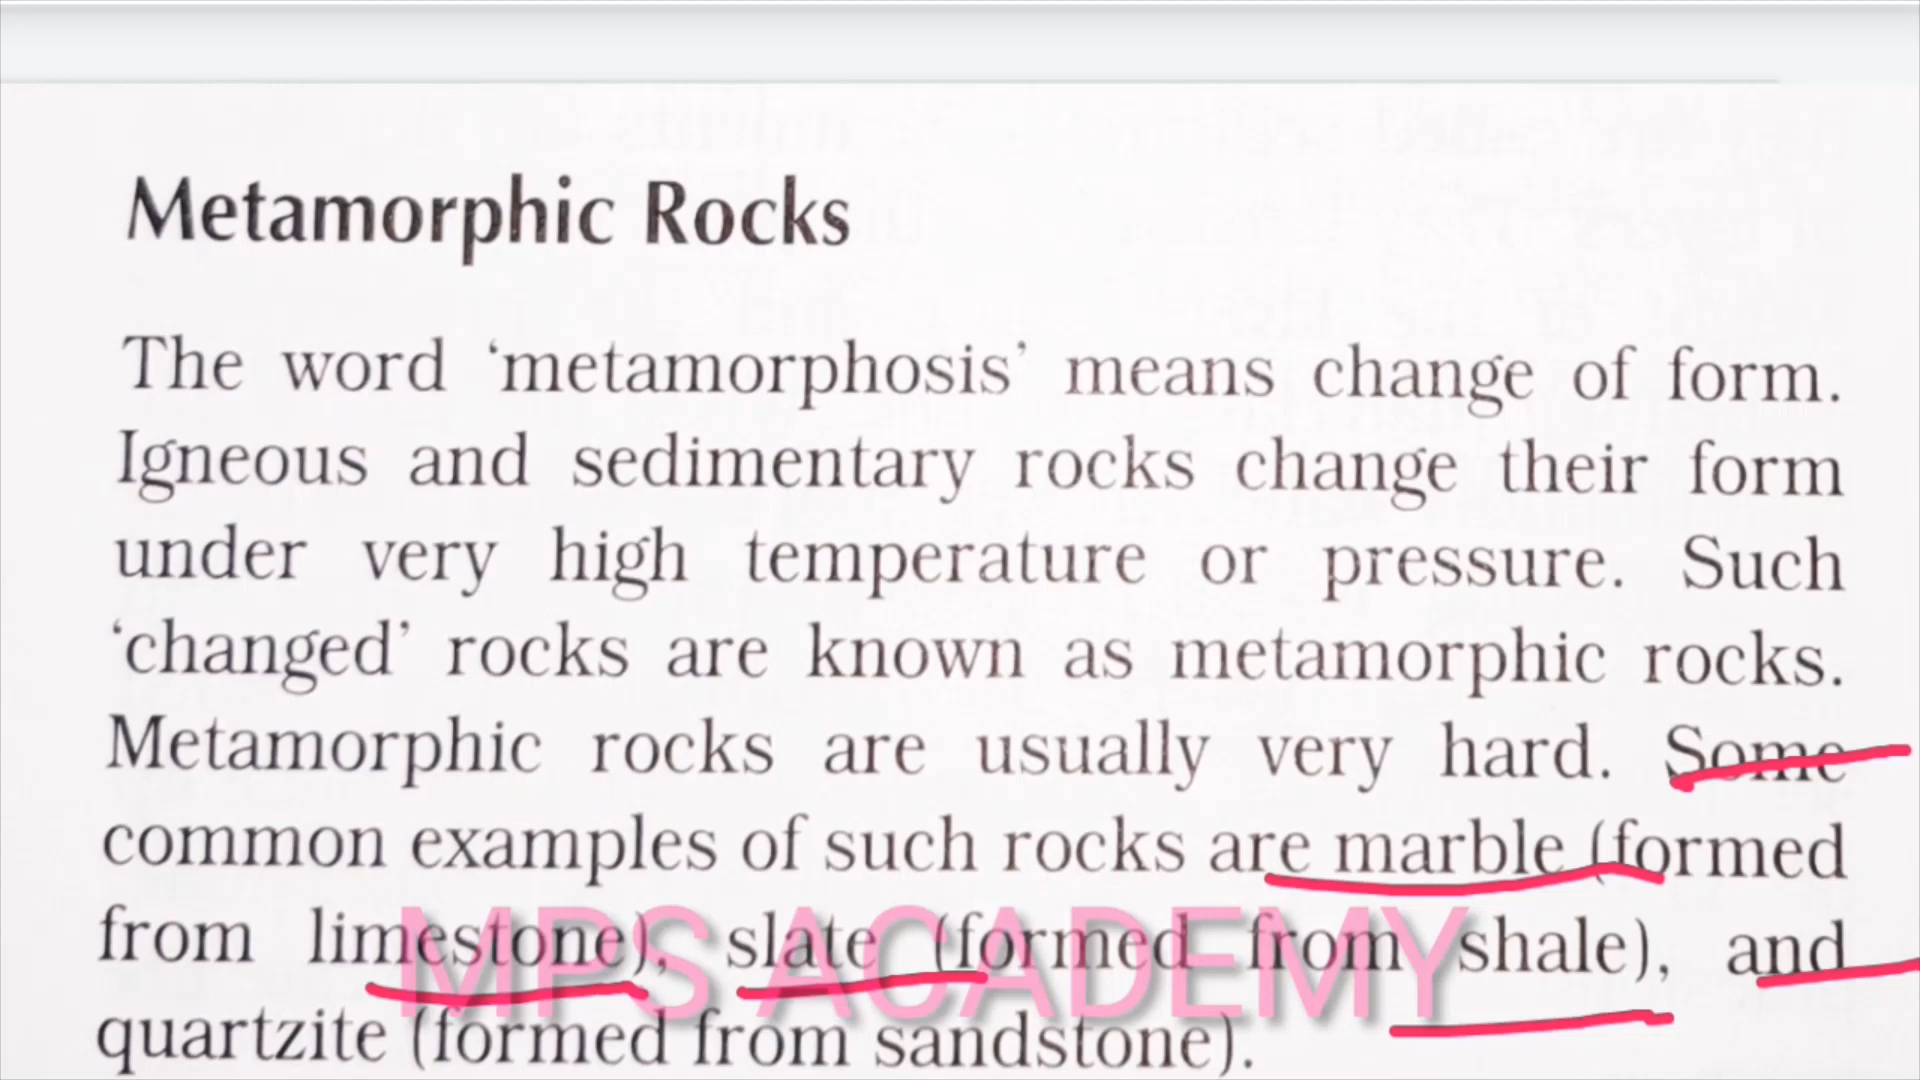 Metamorphic Rocks
The word ‘metamorphosis’ means change of form.
Igneous and sedimentary rocks change their form
under very high temperature or pressure. Such
‘changed’ rocks are known as metamorphic rocks.
Metamorphic rocks are usually very hard. Some
common examples of such rocks are marble (formed
from limestone), slate (formed from shale), and
MPS ACADEMY
quartzite (formed from sandstone).